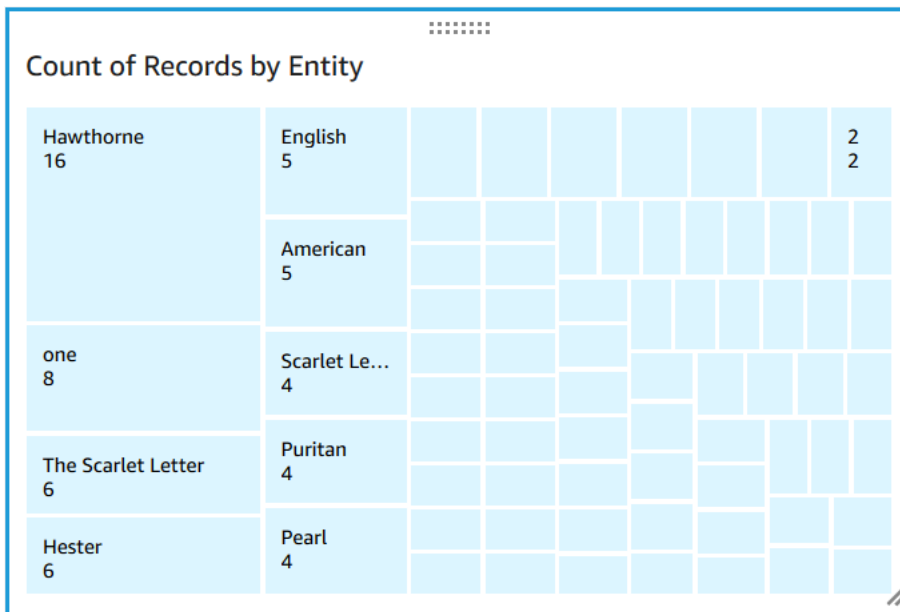 Count of Records by Entity
Hawthorne
16
one
8
The Scarlet Letter
6
Hester
6
English
5
American
5
Scarlet Le...
4
Puritan
4
Pearl
4
2
2